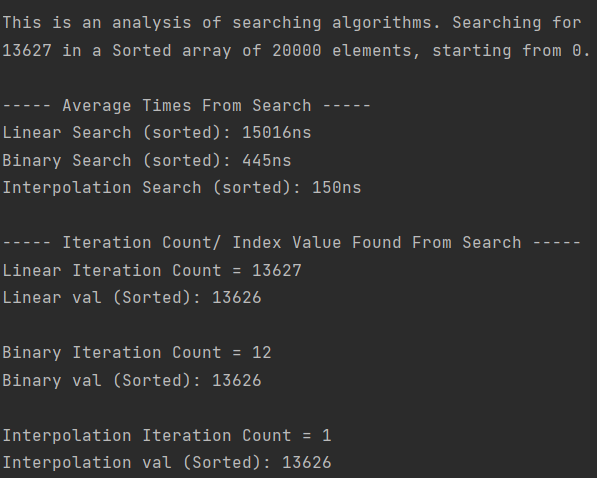 This is an analysis of searching algorithms. Searching for
13627 in a Sorted array of 20000 elements, starting from 0.
----- Average Times From Search -----
Linear Search (sorted): 15016ns
Binary Search (sorted): 445ns
Interpolation Search (sorted): 150ns
----- Iteration Count/ Index Value Found From Search -----
Linear Iteration Count = 13627
Linear val (Sorted): 13626
Binary Iteration Count = 12
Binary val (Sorted): 13626
Interpolation Iteration Count = 1
Interpolation val (Sorted): 13626